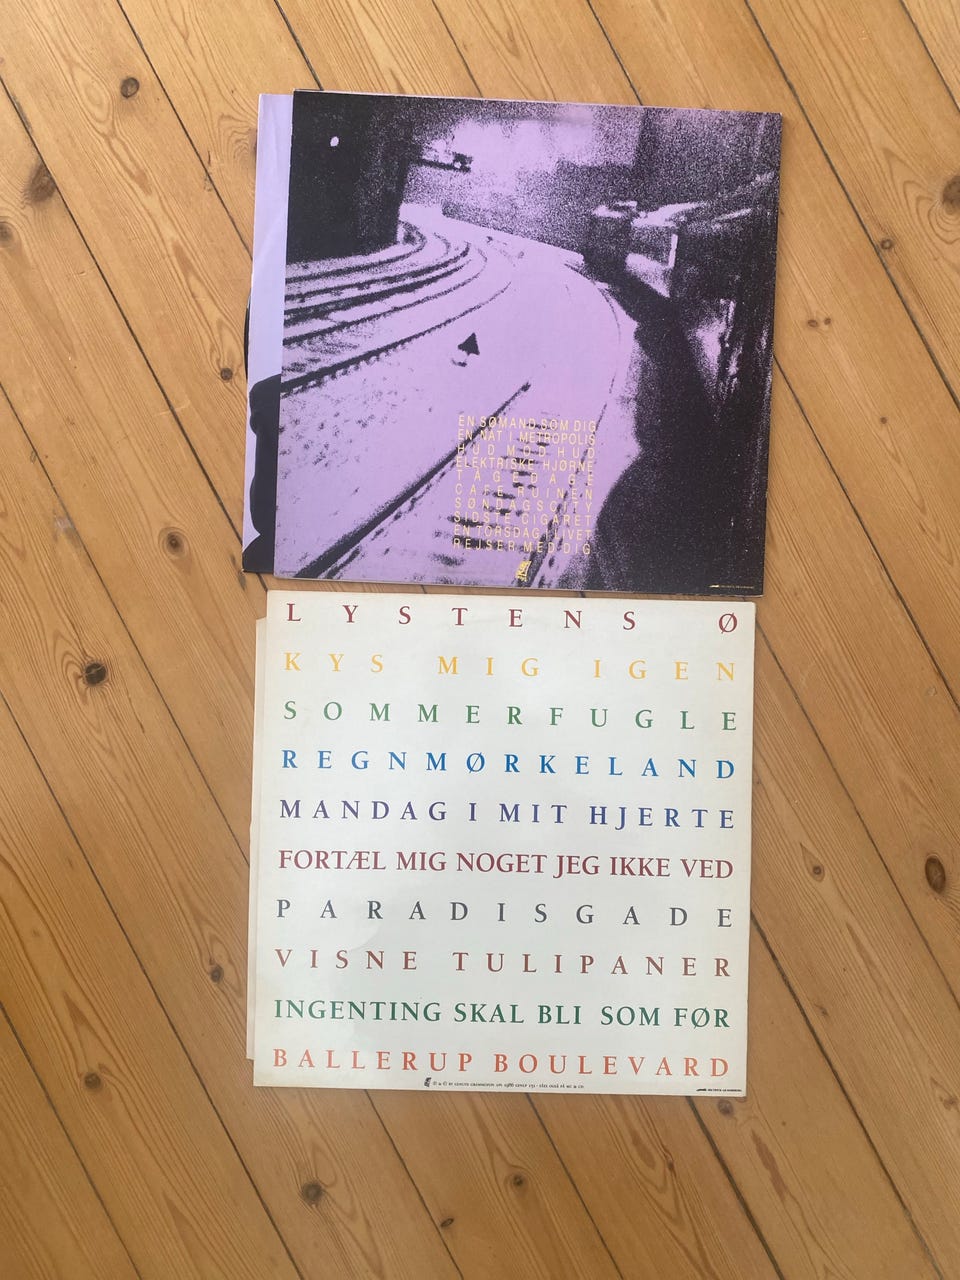 EN SØMAND SOM DIG
EN NAT I METROPOLIS
HUD MOD HUD
ELEKTRISKE HJØRNE
TAGEDAGE
CAFE RUINEN
SØNDAGSCITY
SIDSTE CIGARET
EN TORSDAG I LIVET
REJSER MED DIG
LYSTENS Ø
KYS MIG IGEN
SOMMERFUGLE
REGNMØRKELAND
MANDAG I MIT HJERTE
FORTÆL MIG NOGET JEG IKKE VED
PARADISGADE
VISNE TULIPANER
INGENTING SKAL BLI SOM FØR
BALLERUP BOULEVARD